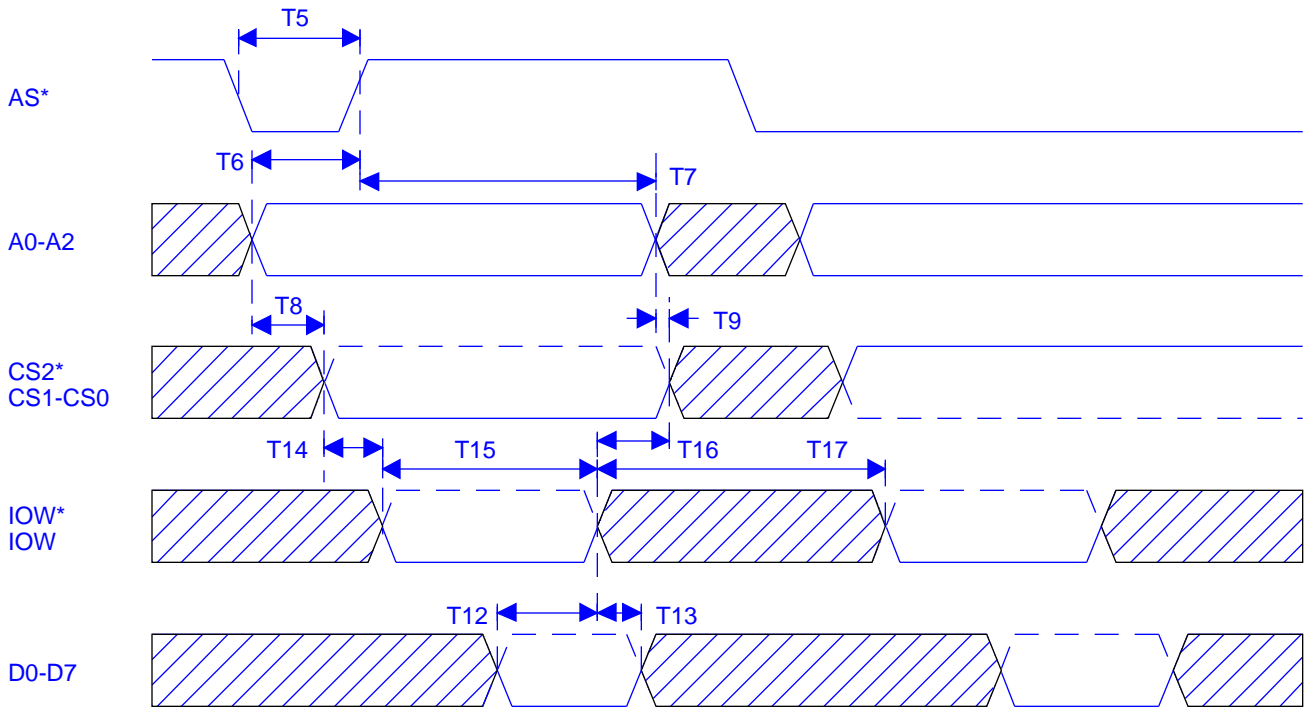 T5
AS*
T6
T7
A0-A2
T8
T9
CS2*
CS1-CS0
T14
T15
T16
T17
IOW*
IOW
T12
T13
D0-D7